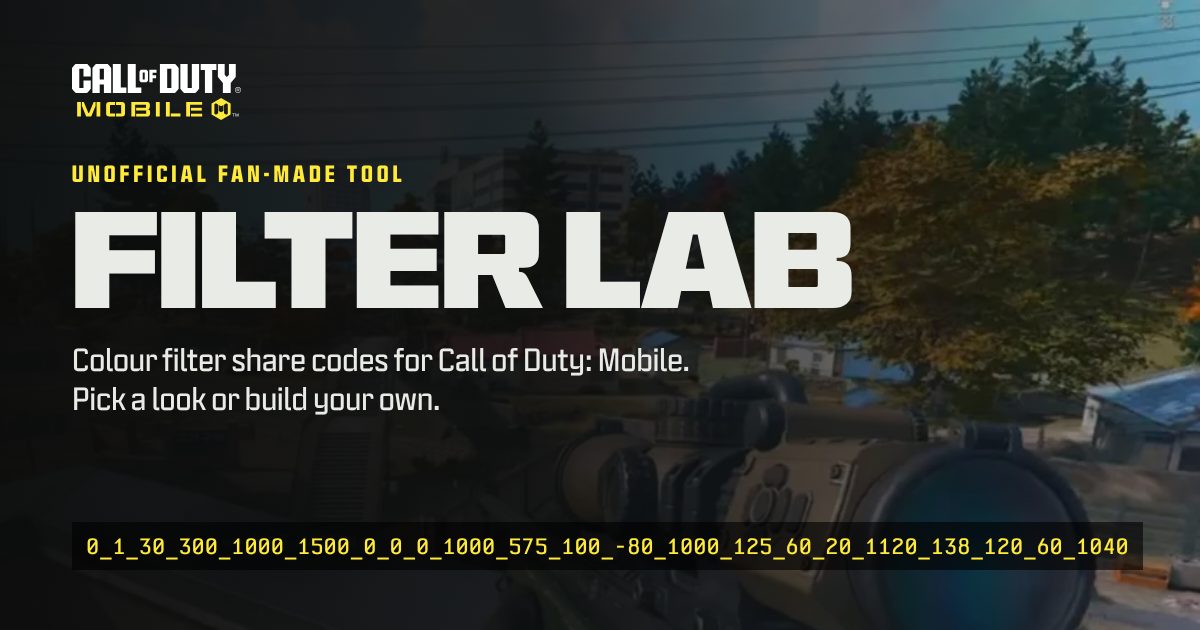 CALL OF DUTY®
MOBILE™
UNOFFICIAL FAN-MADE TOOL
FILTER LAB
Colour filter share codes for Call of Duty: Mobile.
Pick a look or build your own.
0_1_30_300_1000_1500_0_0_0_1000_575_100_-80_1000_125_60_20_1120_138_120_60_1040